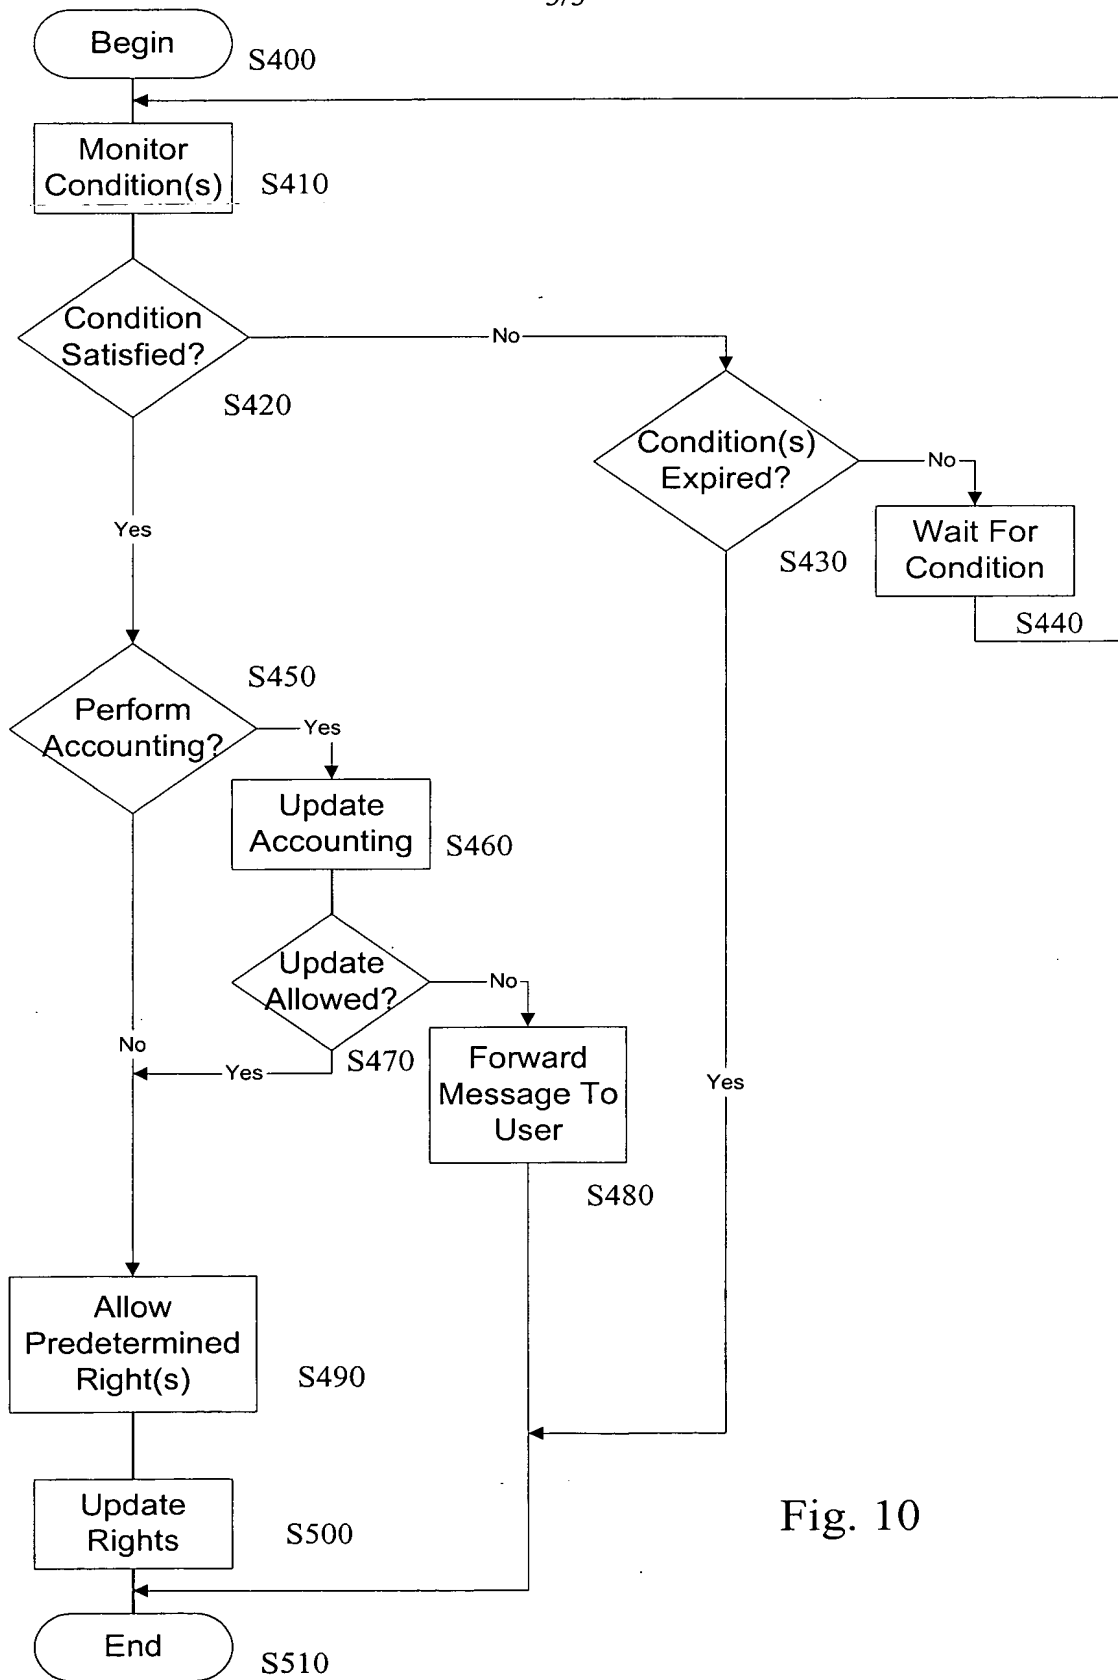 Begin
S400
Monitor
Condition(s)
S410
Condition
Satisfied?
S420
No
Condition(s)
Expired?
S430
No
Wait For
Condition
S440
Yes
Perform
Accounting?
S450
Yes
Update
Accounting
S460
Update
Allowed?
S470
No
Forward
Message To
User
S480
Yes
No
Yes
Allow
Predetermined
Right(s)
S490
Update
Rights
S500
End
S510
Fig. 10